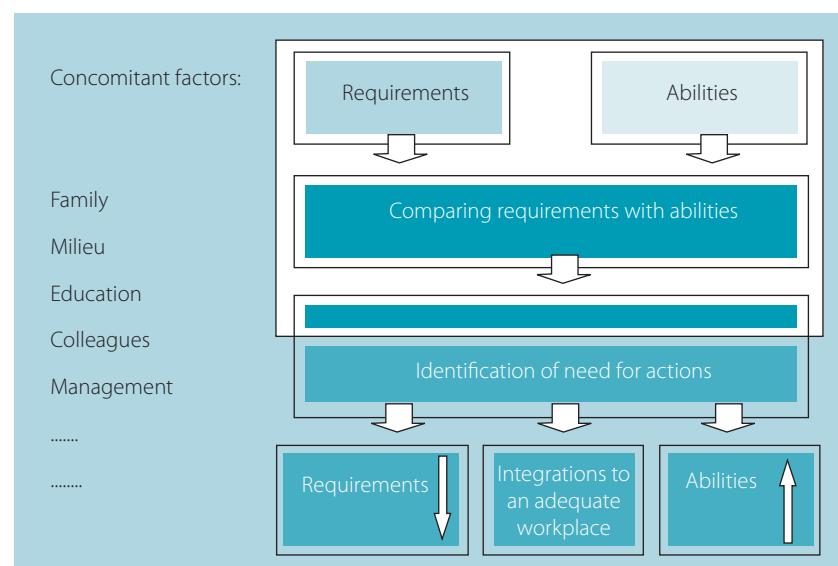 Concomitant factors:
Requirements
Abilities
Family
Milieu
Education
Colleagues
Management
.......
........
Comparing requirements with abilities
Identification of need for actions
Requirements
Integrations to
an adequate
workplace
Abilities